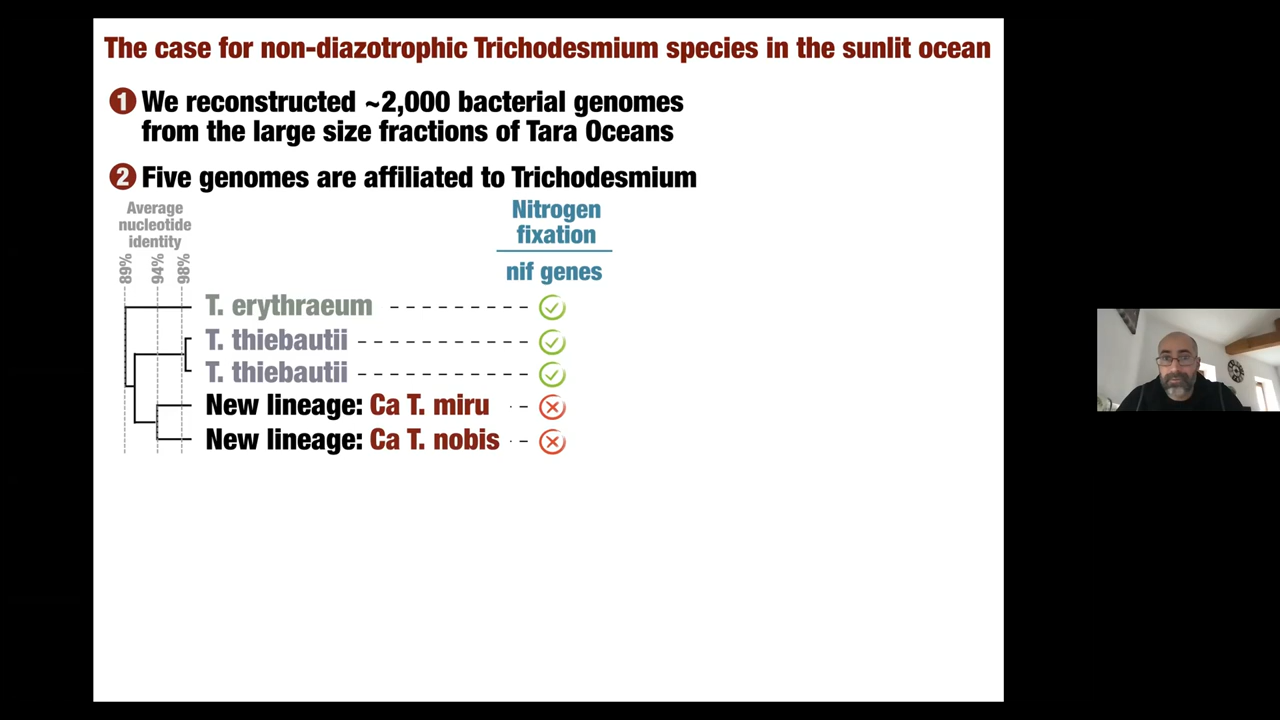 The case for non-diazotrophic Trichodesmium species in the sunlit ocean
1 We reconstructed ~2,000 bacterial genomes
from the large size fractions of Tara Oceans
2 Five genomes are affiliated to Trichodesmium
Average
nucleotide
identity
89% 94% 98%
Nitrogen
fixation
nif genes
T. erythraeum
T. thiebautii
T. thiebautii
New lineage: Ca T. miru
New lineage: Ca T. nobis